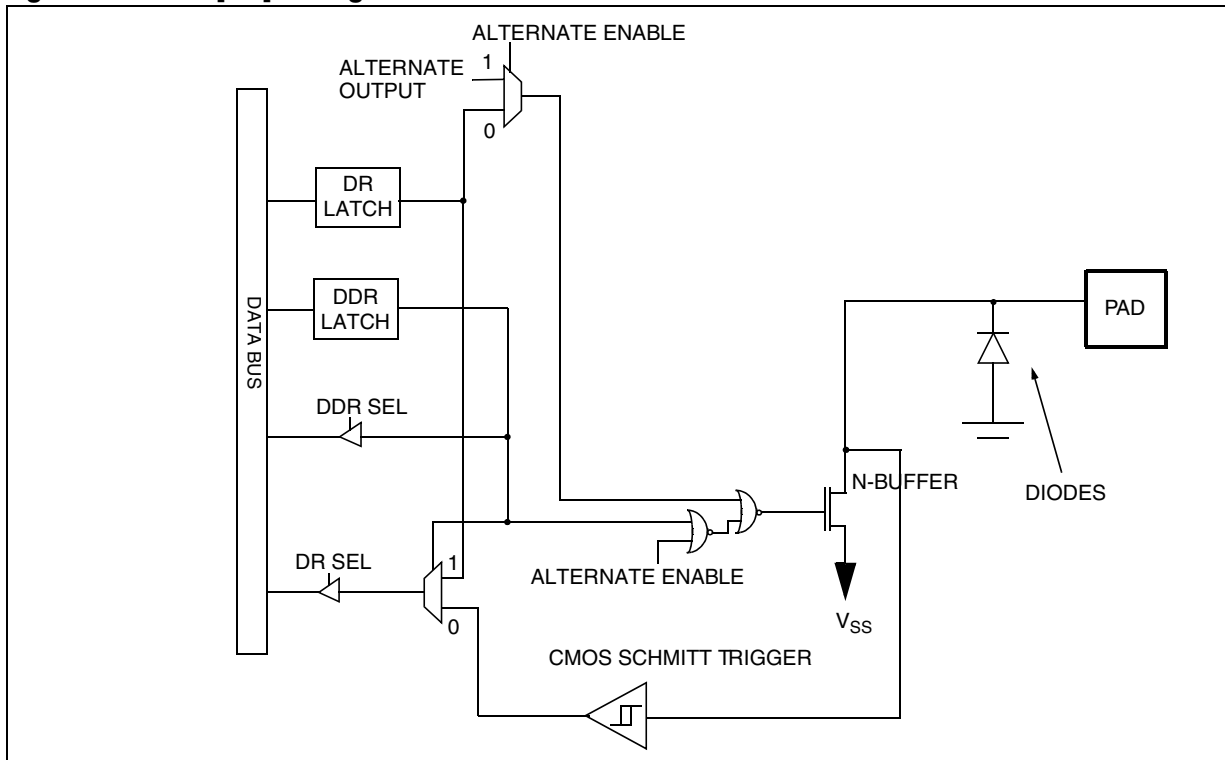 ALTERNATE ENABLE
1
ALTERNATE
OUTPUT
0
DR
LATCH
DDR
LATCH
PAD
DATA BUS
DDR SEL
N-BUFFER
DIODES
DR SEL
1
ALTERNATE ENABLE
0
VSS
CMOS SCHMITT TRIGGER